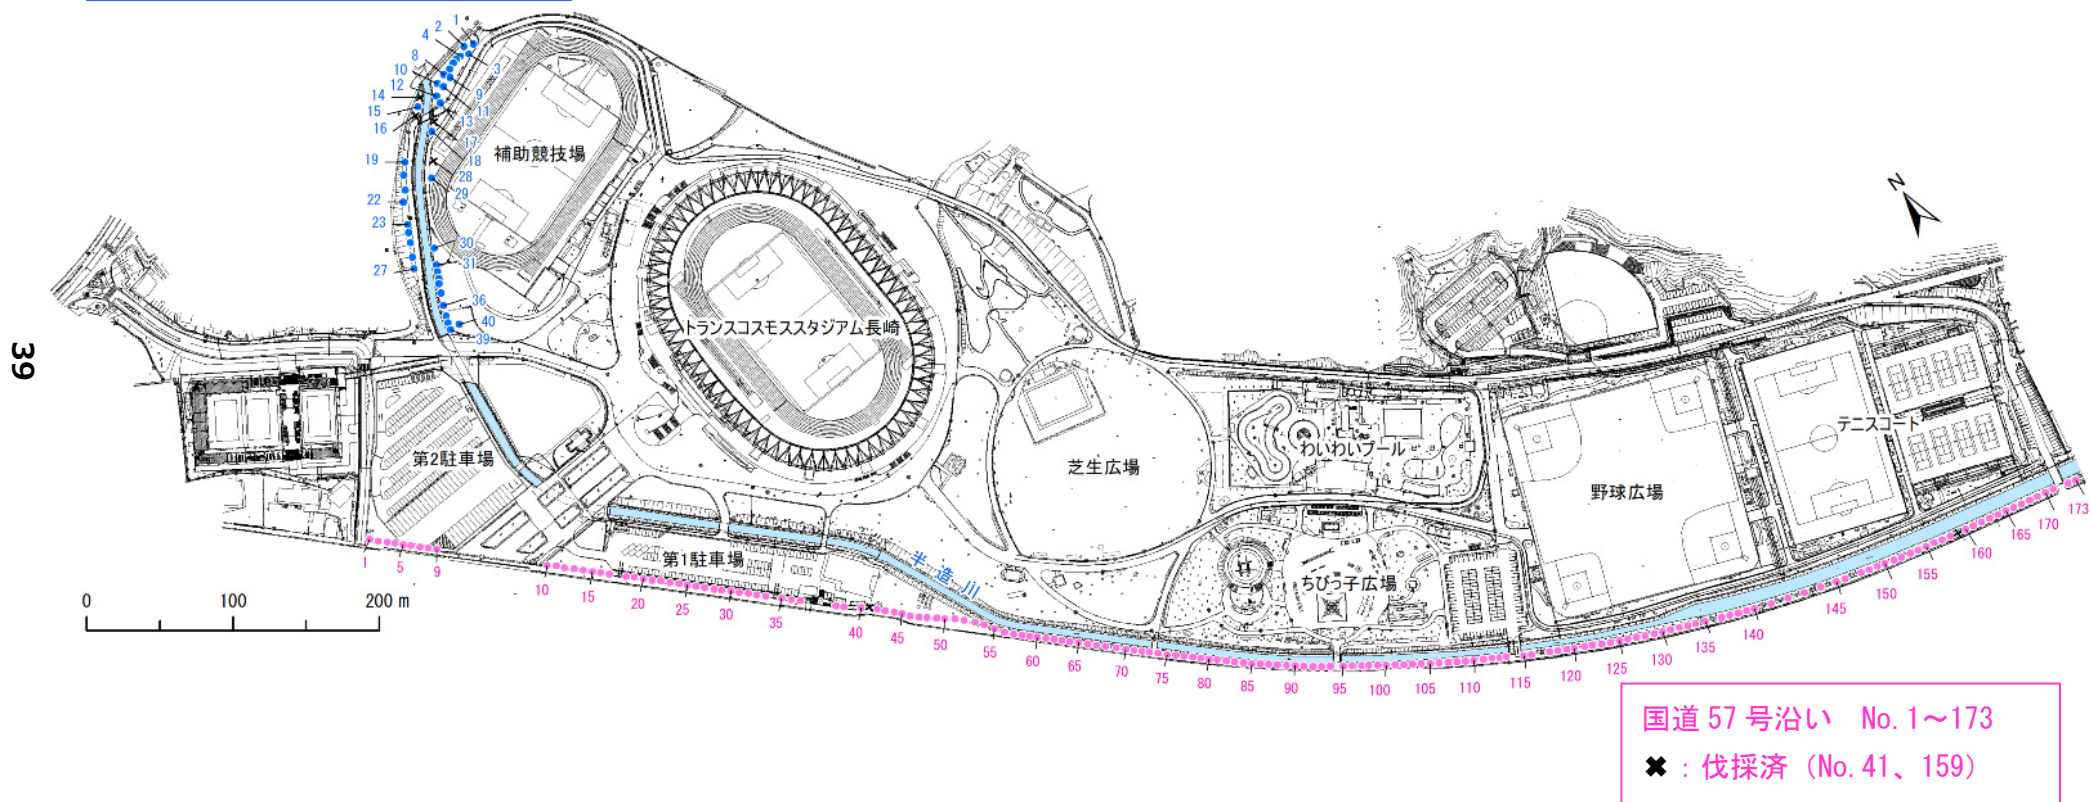 1
2
4
8
10
12
14
15
16
3
9
11
13
17
18
28
29
19
22
23
27
30
31
36
40
39
補助競技場
N
トランスコスモススタジアム長崎
39
第2駐車場
芝生広場
わいわいプール
野球広場
テニスコート
第1駐車場
半造川
ちびっ子広場
0 100 200 m
1 5 9 10 15 20 25 30 35 40 45 50 55 60 65 70 75 80 85 90 95 100 105 110 115 120 125 130 135 140 145 150 155 160 165 170 173
国道 57 号沿い No.1～173
✖：伐採済（No.41、159）